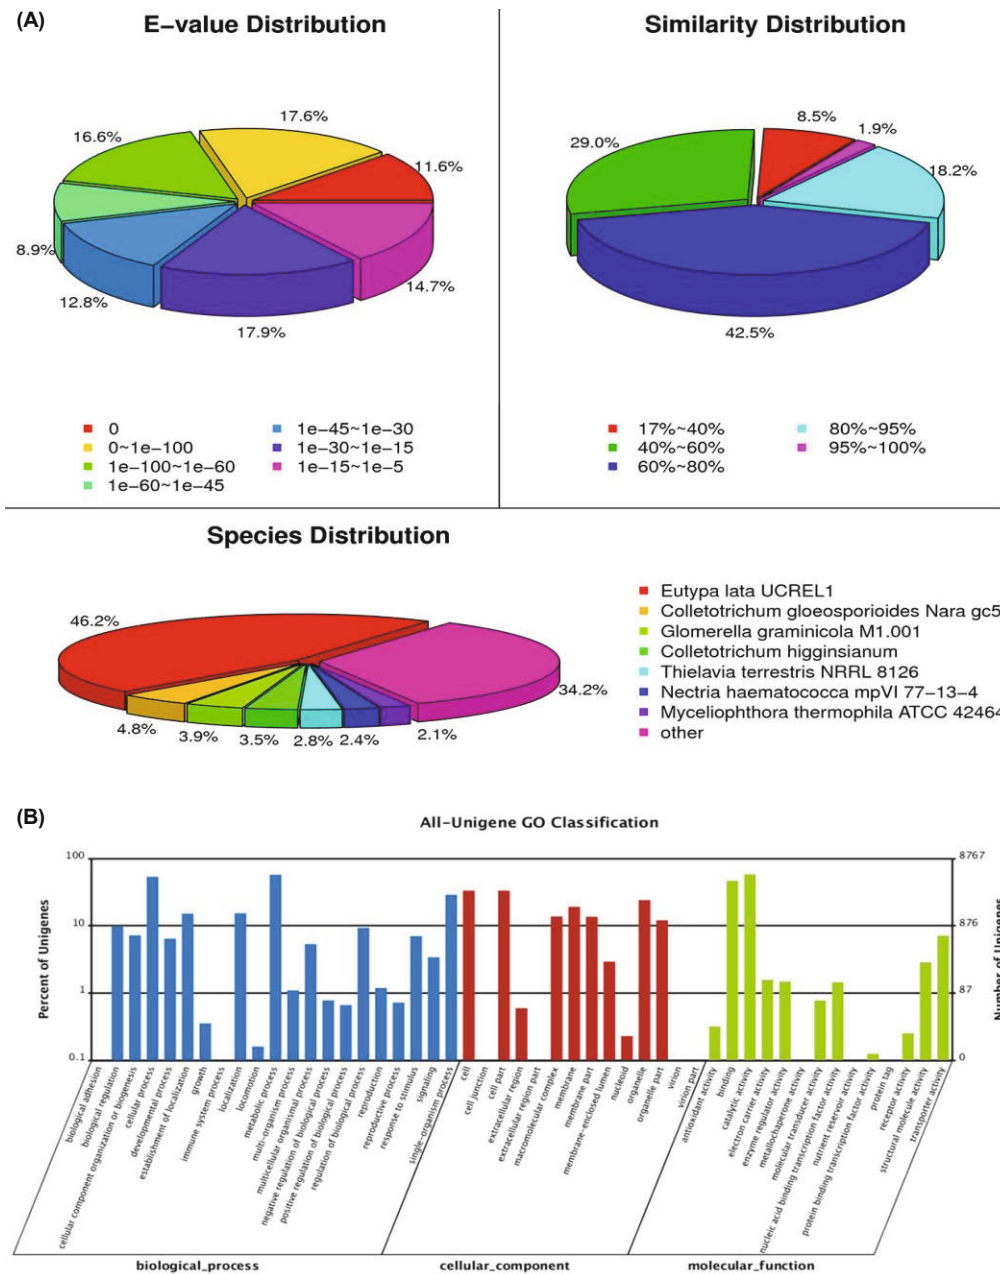 (A)
E-value Distribution
17.6%
16.6%
11.6%
8.9%
12.8%
14.7%
17.9%
0
0~1e-100
1e-100~1e-60
1e-60~1e-45
1e-45~1e-30
1e-30~1e-15
1e-15~1e-5
Similarity Distribution
8.5%
1.9%
29.0%
18.2%
42.5%
17%~40%
40%~60%
60%~80%
80%~95%
95%~100%
Species Distribution
46.2%
34.2%
4.8%
3.9%
3.5%
2.8%
2.4%
2.1%
Eutypa lata UCREL1
Colletotrichum gloeosporioides Nara gc5
Glomerella graminicola M1.001
Colletotrichum higginsianum
Thielavia terrestris NRRL 8126
Nectria haematococca mpVI 77-13-4
Myceliophthora thermophila ATCC 42464
other
(B)
All-Unigene GO Classification
Percent of Unigenes
100
10
1
0.1
8767
876
87
0
Number of Unigenes
biological adhesion
biological regulation
cellular component organization or biogenesis
cellular process
developmental process
establishment of localization
growth
immune system process
localization
locomotion
metabolic process
multi-organism process
multicellular organismal process
negative regulation of biological process
positive regulation of biological process
regulation of biological process
reproduction
reproductive process
response to stimulus
signaling
single-organism process
cell
cell junction
cell part
extracellular region
extracellular region part
macromolecular complex
membrane
membrane part
membrane-enclosed lumen
nucleoid
organelle
organelle part
virion
virion part
antioxidant activity
binding
catalytic activity
electron carrier activity
enzyme regulator activity
metallochaperone activity
molecular transducer activity
nucleic acid binding transcription factor activity
nutrient reservoir activity
protein binding transcription factor activity
protein tag
receptor activity
structural molecule activity
transporter activity
biological_process
cellular_component
molecular_function